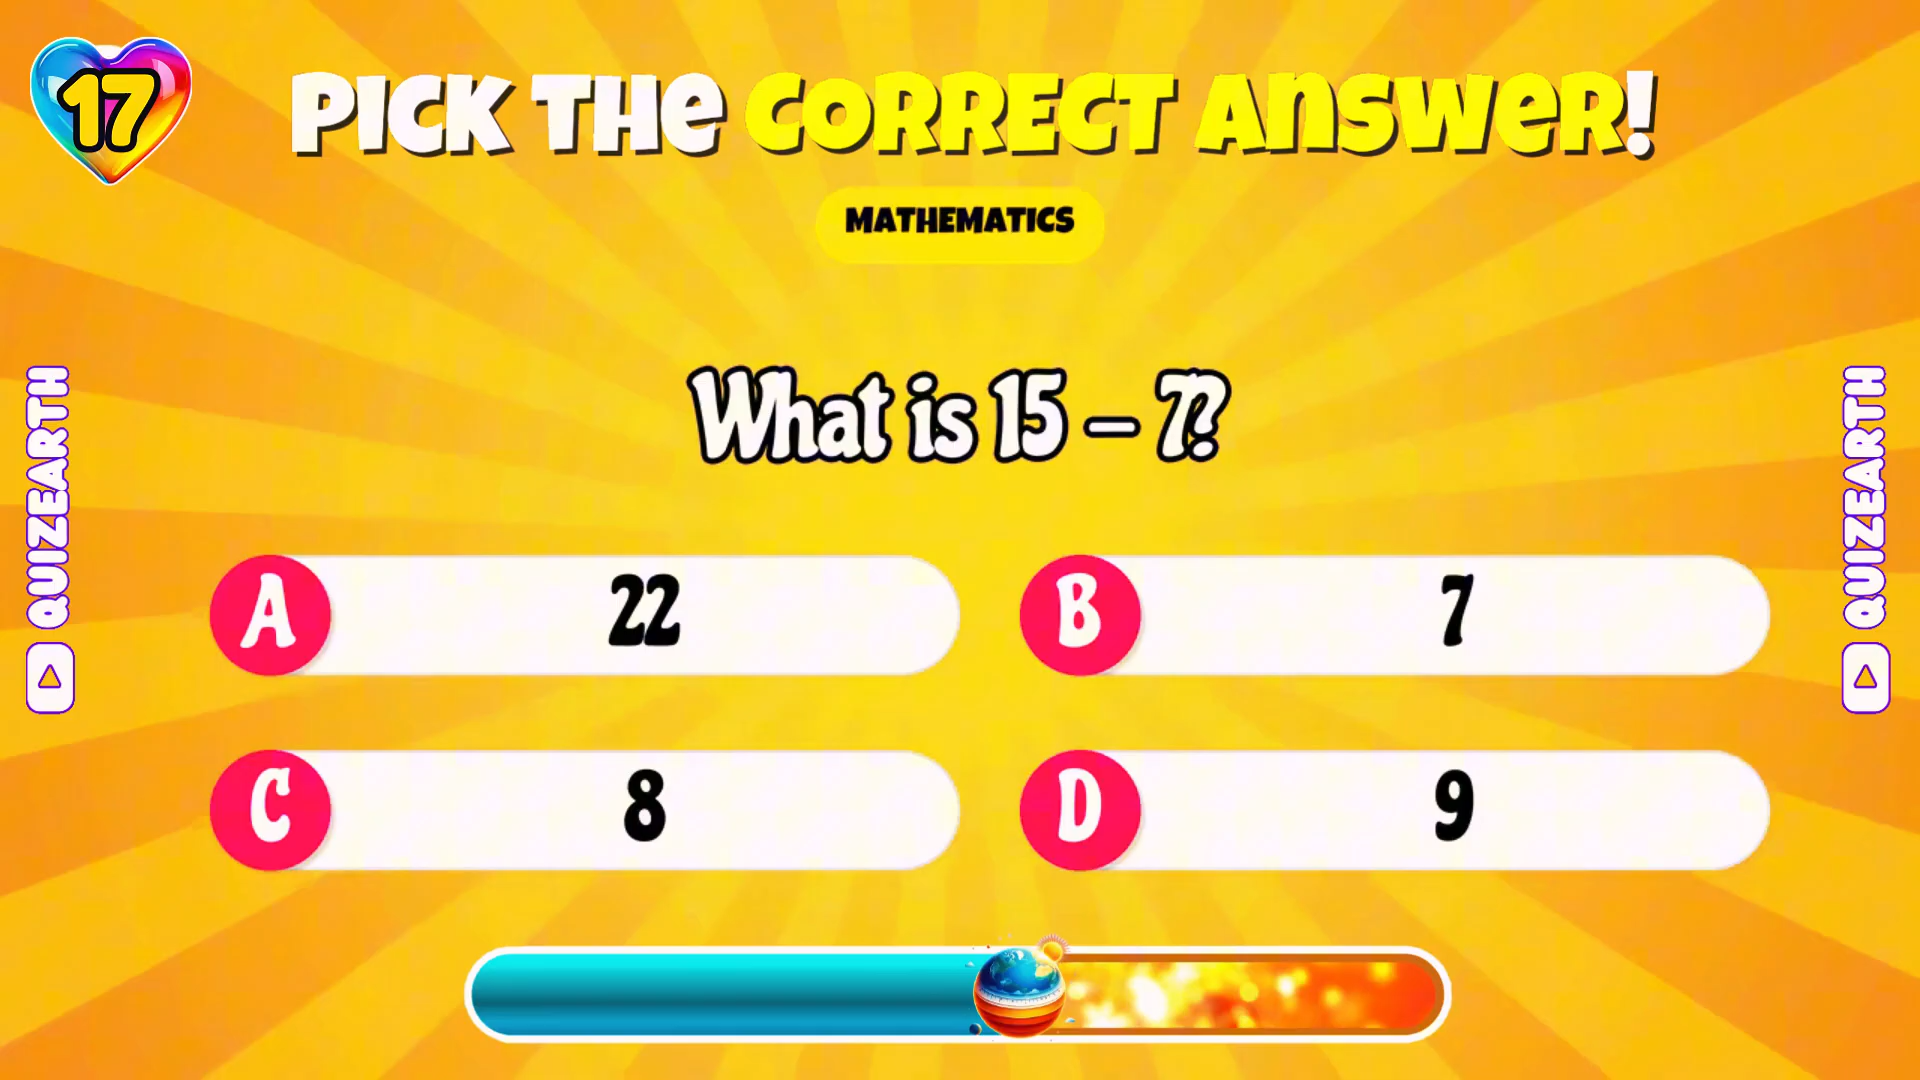 17
PICK THE CORRECT ANSWER!
MATHEMATICS
What is 15 – 7?
A 22
B 7
C 8
D 9
QUIZEARTH
QUIZEARTH